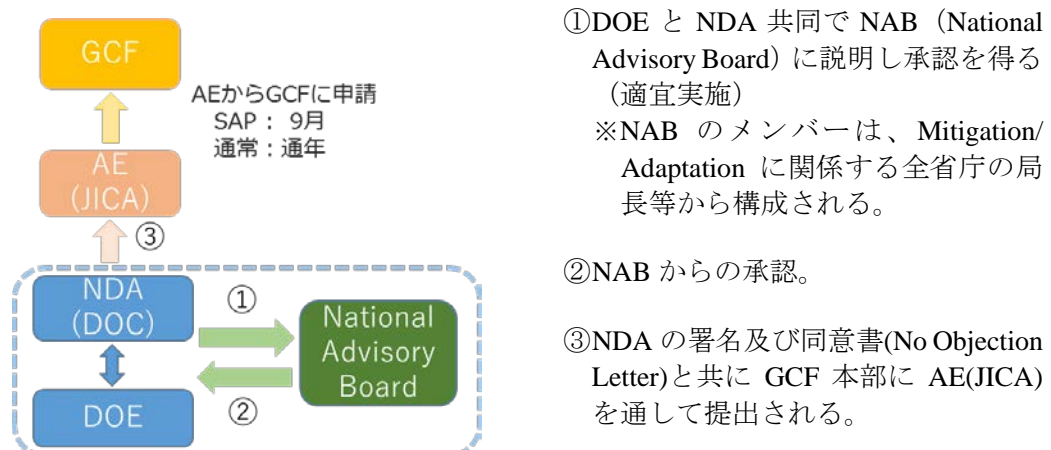 GCF
AEからGCFに申請
SAP： 9月
通常：通年
AE
(JICA)
③
NDA
(DOC)
①
National
Advisory
Board
②
DOE
①DOE と NDA 共同で NAB（National
Advisory Board）に説明し承認を得る
（適宜実施）
※NAB のメンバーは、Mitigation/
Adaptation に関係する全省庁の局
長等から構成される。
②NAB からの承認。
③NDA の署名及び同意書(No Objection
Letter)と共に GCF 本部に AE(JICA)
を通して提出される。